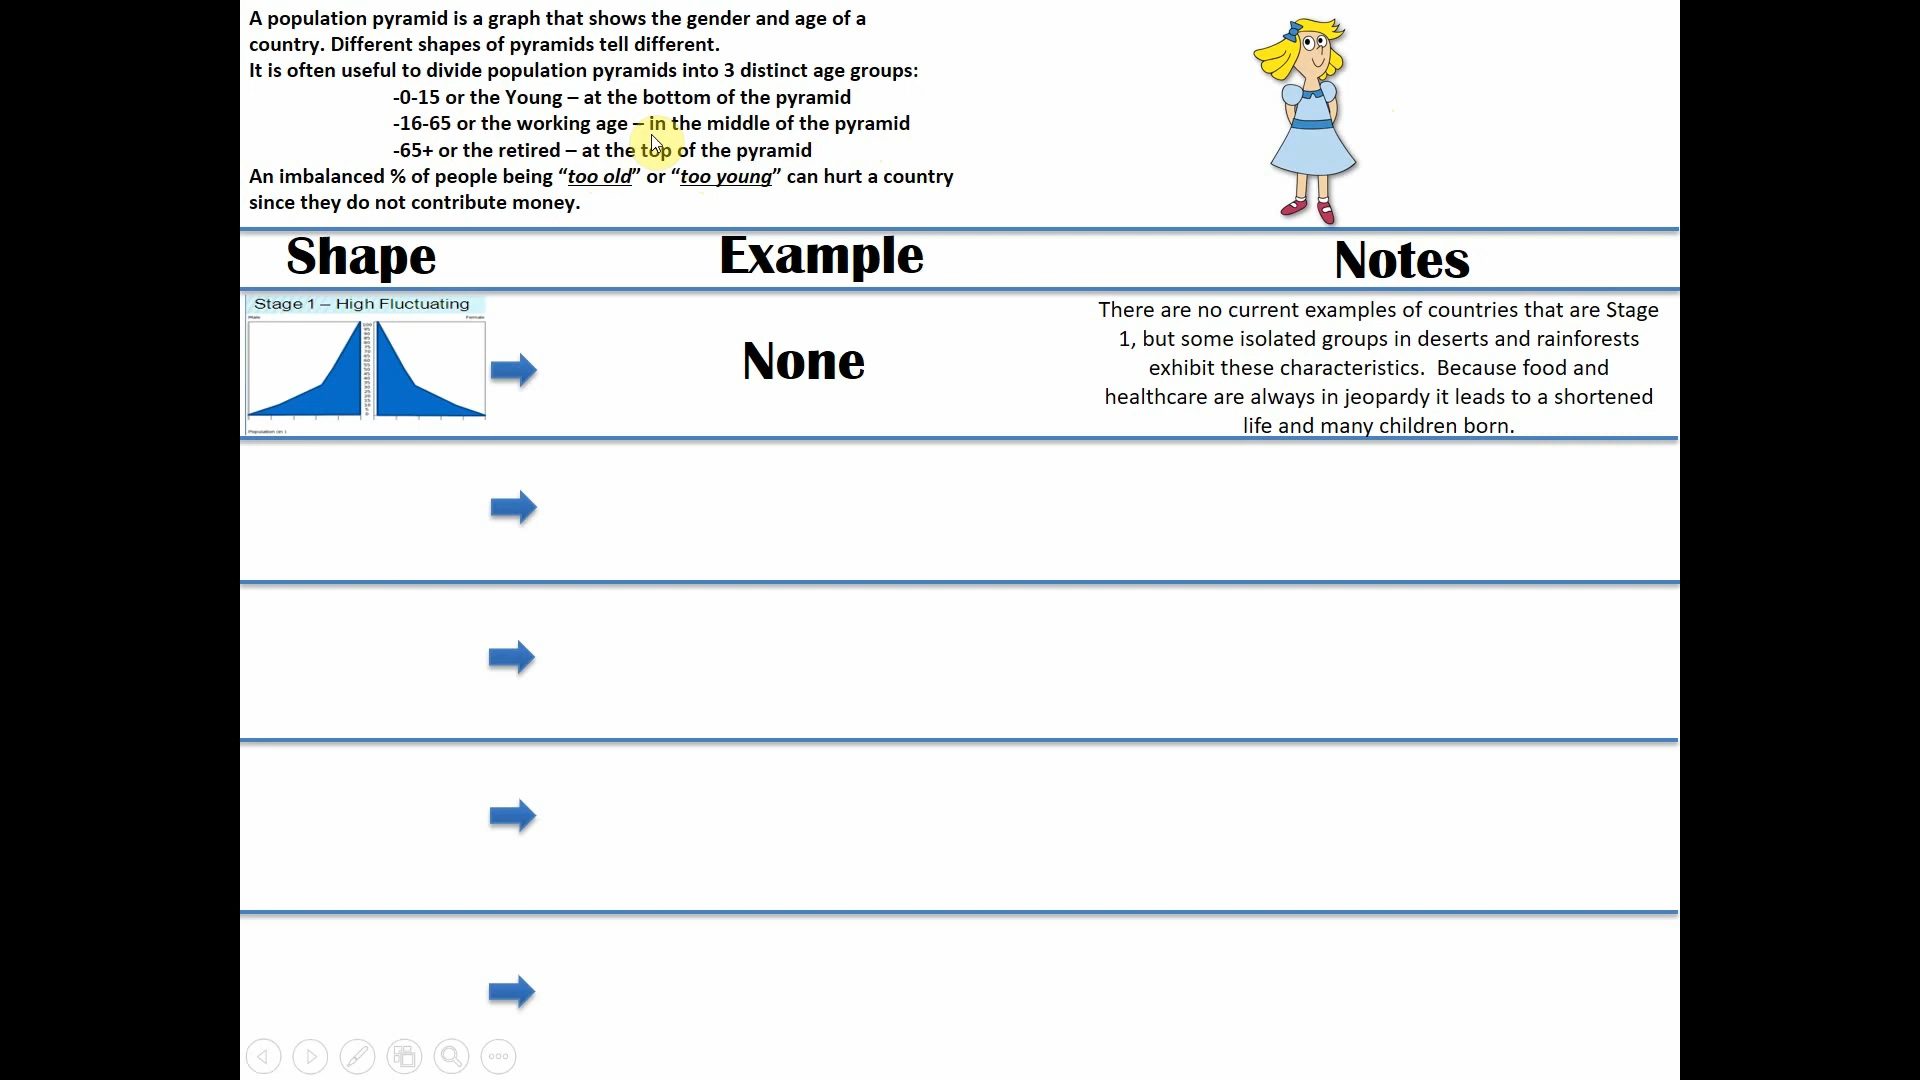 A population pyramid is a graph that shows the gender and age of a
country. Different shapes of pyramids tell different.
It is often useful to divide population pyramids into 3 distinct age groups:
-0-15 or the Young – at the bottom of the pyramid
-16-65 or the working age – in the middle of the pyramid
-65+ or the retired – at the top of the pyramid
An imbalanced % of people being “too old” or “too young” can hurt a country
since they do not contribute money.
Shape
Example
Notes
Stage 1 – High Fluctuating
Male
Female
None
There are no current examples of countries that are Stage
1, but some isolated groups in deserts and rainforests
exhibit these characteristics.  Because food and
healthcare are always in jeopardy it leads to a shortened
life and many children born.